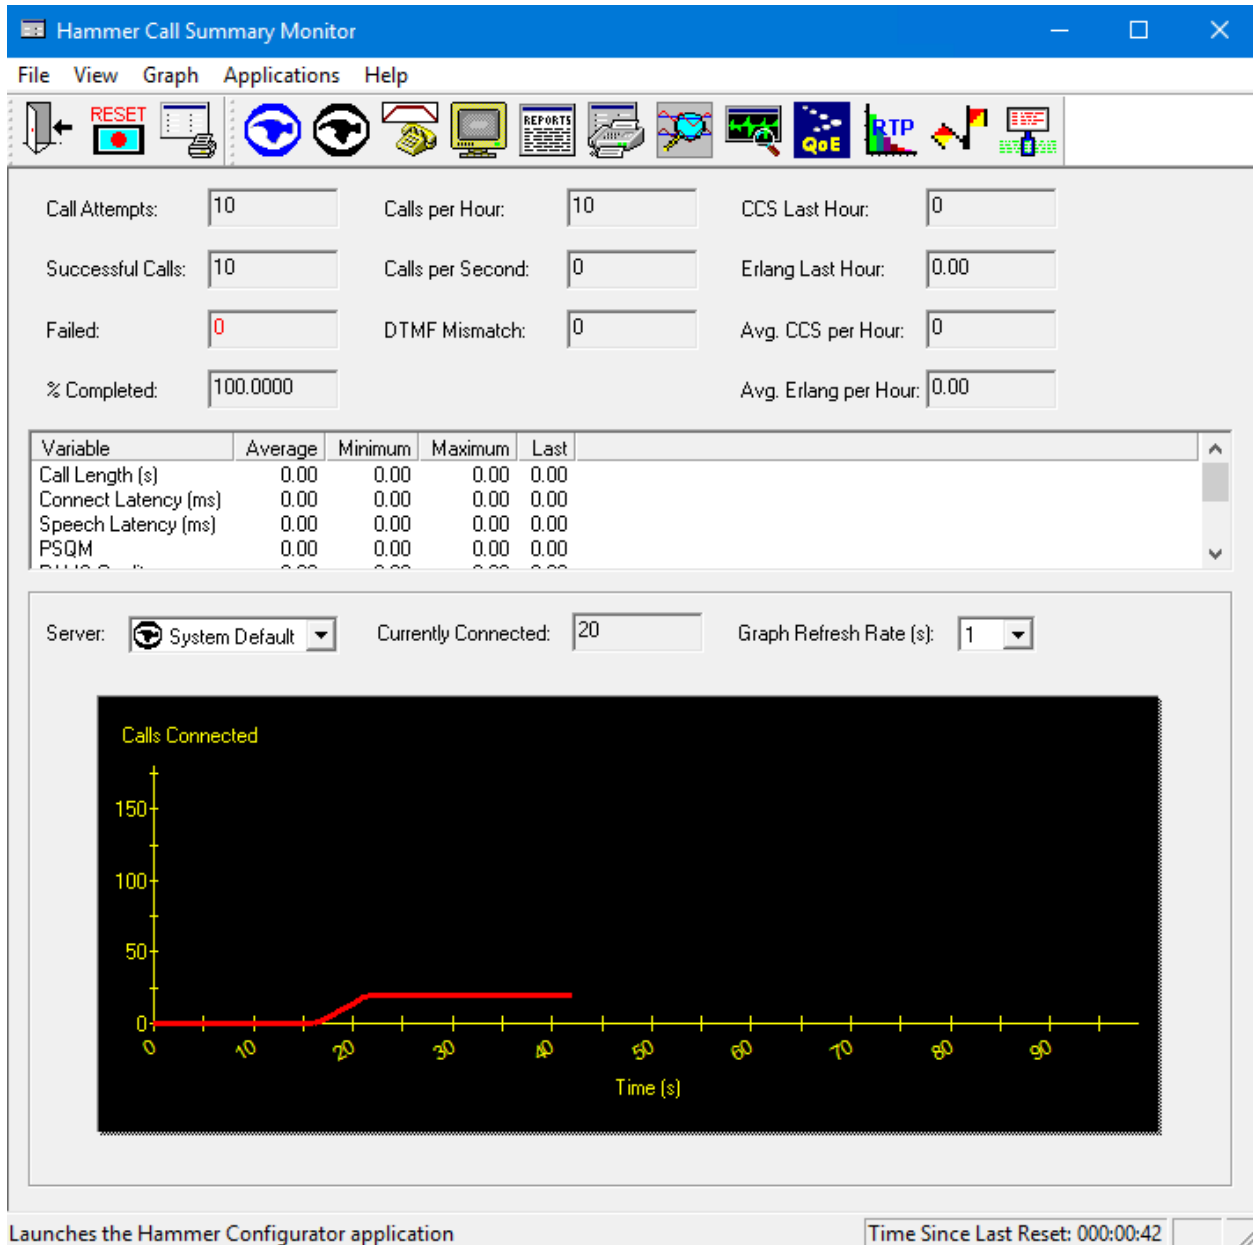 Hammer Call Summary Monitor
File View Graph Applications Help
RESET REPORTS QoE RTP
Call Attempts: 10 Calls per Hour: 10 CCS Last Hour: 0
Successful Calls: 10 Calls per Second: 0 Erlang Last Hour: 0.00
Failed: 0 DTMF Mismatch: 0 Avg. CCS per Hour: 0
% Completed: 100.0000 Avg. Erlang per Hour: 0.00
Variable Average Minimum Maximum Last
Call Length (s) 0.00 0.00 0.00 0.00
Connect Latency (ms) 0.00 0.00 0.00 0.00
Speech Latency (ms) 0.00 0.00 0.00 0.00
PSQM 0.00 0.00 0.00 0.00
Server: System Default Currently Connected: 20 Graph Refresh Rate (s): 1
Calls Connected
150
100
50
0
0 10 20 30 40 50 60 70 80 90
Time (s)
Launches the Hammer Configurator application Time Since Last Reset: 000:00:42